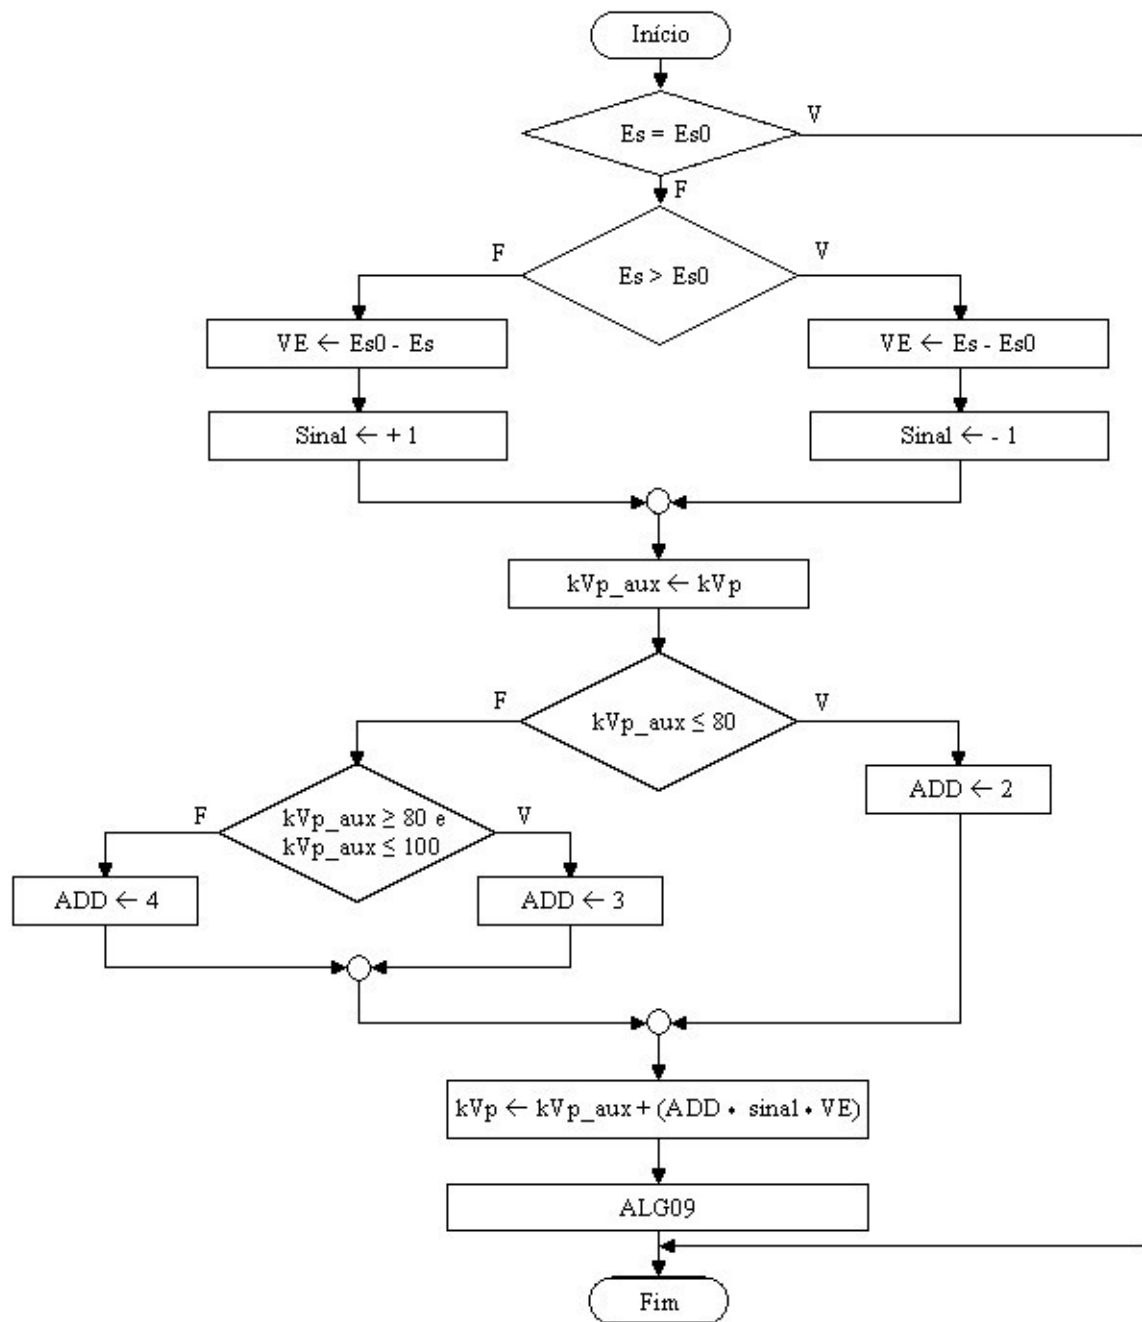 Início
V
Es = Es0
F
F
V
Es > Es0
VE ← Es0 - Es
VE ← Es - Es0
Sinal ← + 1
Sinal ← - 1
kVp_aux ← kVp
F
V
kVp_aux ≤ 80
ADD ← 2
F
V
kVp_aux ≥ 80 e
kVp_aux ≤ 100
ADD ← 4
ADD ← 3
kVp ← kVp_aux + (ADD • sinal • VE)
ALG09
Fim